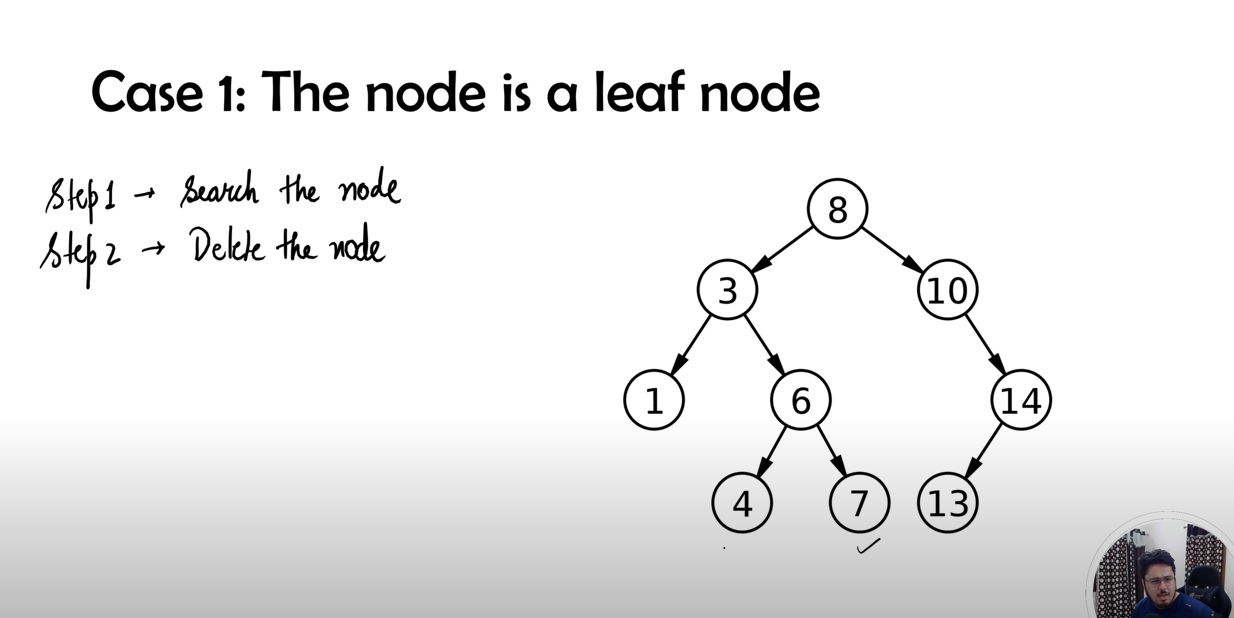 Case 1: The node is a leaf node
Step 1 → Search the node
Step 2 → Delete the node
8
3 10
1 6 14
4 7 13